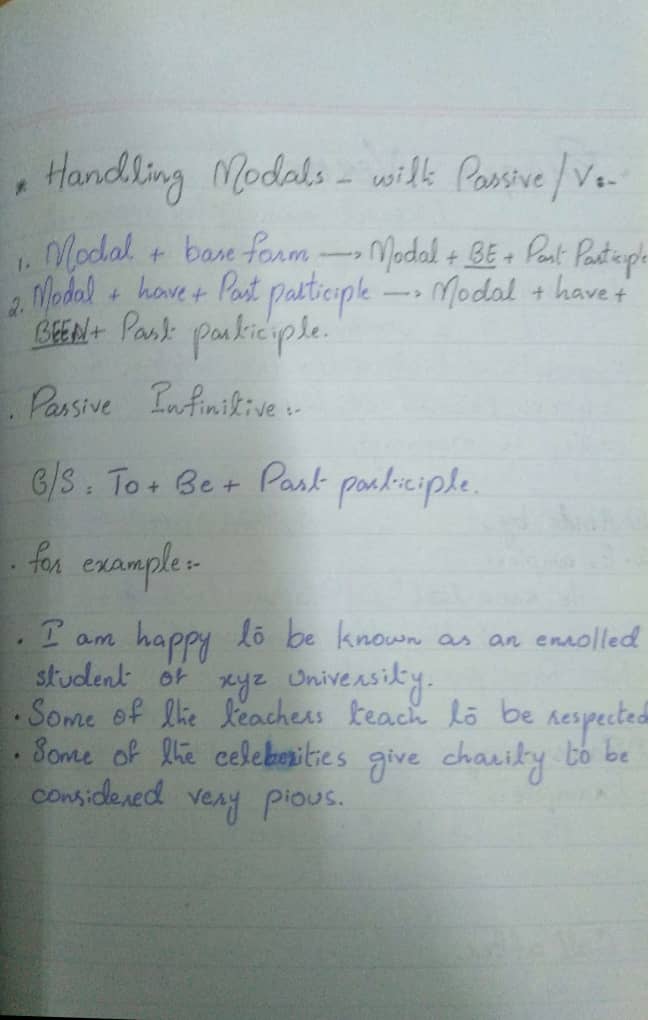 * Handling Modals - with Passive/V:-
1. Modal + base form → Modal + BE + Past Participle
2. Modal + have + Past patticiple → Modal + have +
BEEN + Past participle.
. Passive Infinitive :-
G/S : To + Be + Past participle.
. for example:-
. I am happy to be known as an enrolled
student of xyz University.
. Some of the teachers teach to be respected
. Some of the celeberities give charity to be
considered very pious.